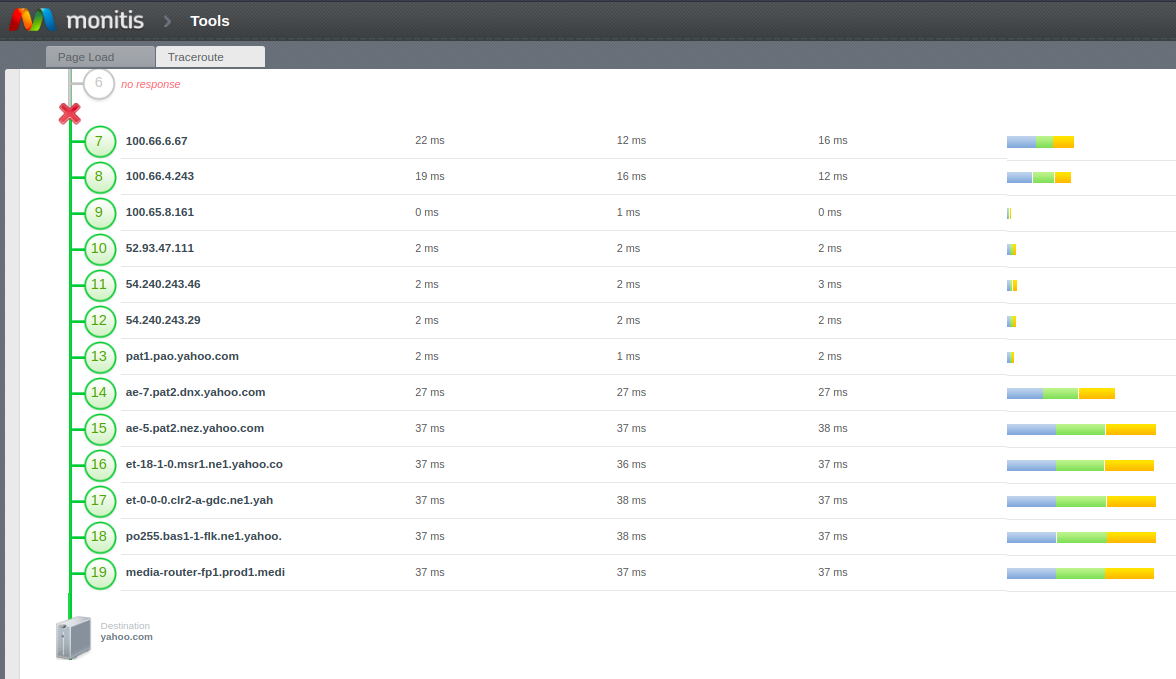 monitis > Tools
Page Load Traceroute
6 no response
7 100.66.6.67 22 ms 12 ms 16 ms
8 100.66.4.243 19 ms 16 ms 12 ms
9 100.65.8.161 0 ms 1 ms 0 ms
10 52.93.47.111 2 ms 2 ms 2 ms
11 54.240.243.46 2 ms 2 ms 3 ms
12 54.240.243.29 2 ms 2 ms 2 ms
13 pat1.pao.yahoo.com 2 ms 1 ms 2 ms
14 ae-7.pat2.dnx.yahoo.com 27 ms 27 ms 27 ms
15 ae-5.pat2.nez.yahoo.com 37 ms 37 ms 38 ms
16 et-18-1-0.msr1.ne1.yahoo.co 37 ms 36 ms 37 ms
17 et-0-0-0.clr2-a-gdc.ne1.yah 37 ms 38 ms 37 ms
18 po255.bas1-1-flk.ne1.yahoo. 37 ms 38 ms 37 ms
19 media-router-fp1.prod1.medi 37 ms 37 ms 37 ms
Destination
yahoo.com